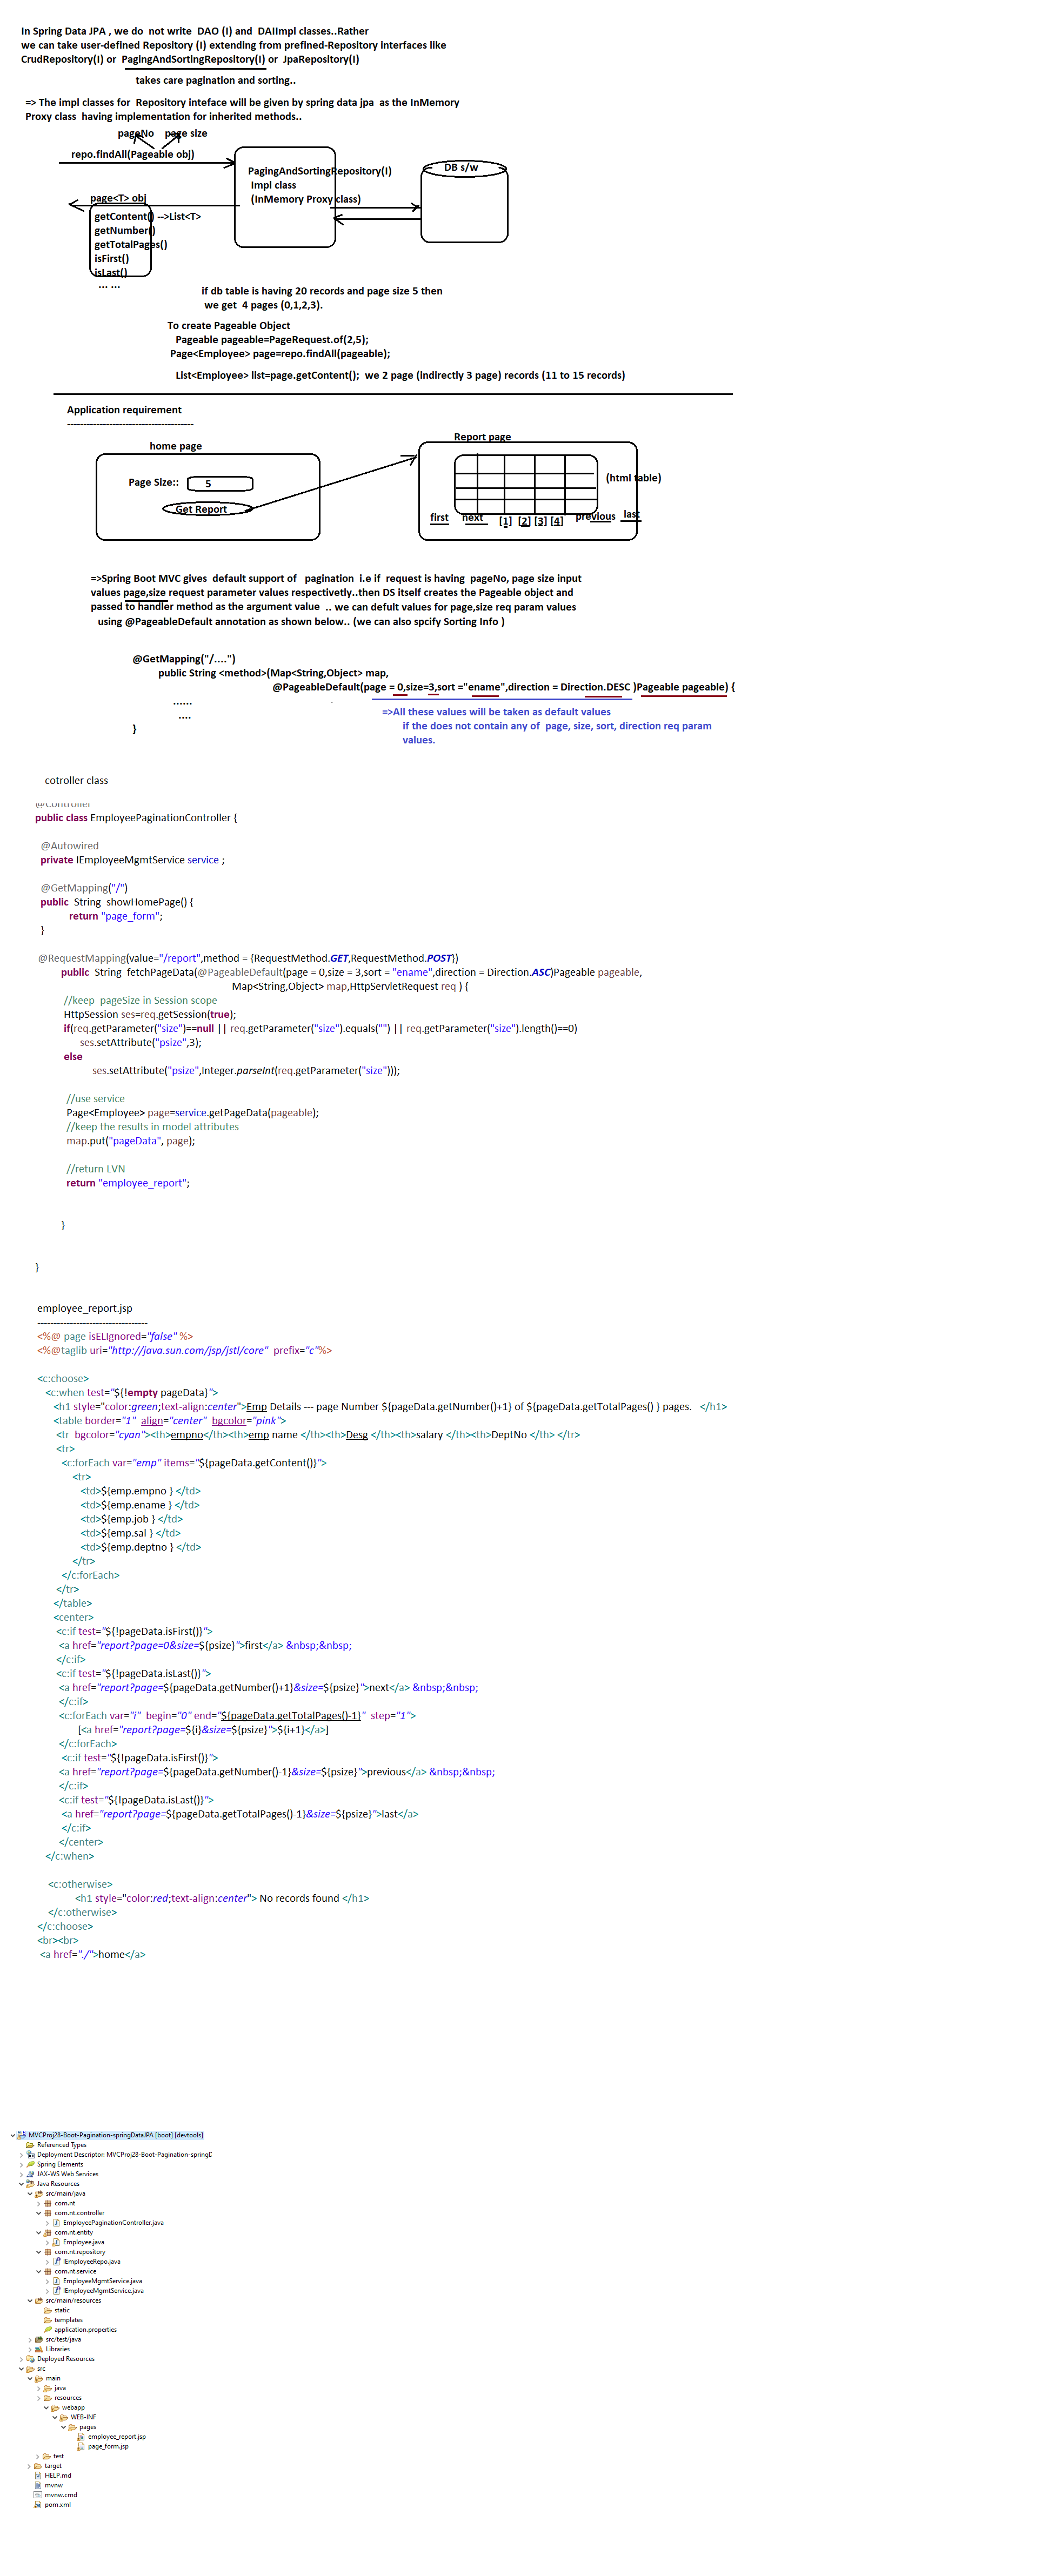 In Spring Data JPA , we do not write DAO (I) and DAIImpl classes..Rather
we can take user-defined Repository (I) extending from prefined-Repository interfaces like
CrudRepository(I) or PagingAndSortingRepository(I) or JpaRepository(I)
takes care pagination and sorting..
=> The impl classes for Repository inteface will be given by spring data jpa as the InMemory
Proxy class having implementation for inherited methods..
pageNo page size
repo.findAll(Pageable obj)
PagingAndSortingRepository(I)
Impl class
(InMemory Proxy class)
DB s/w
page<T> obj
getContent() -->List<T>
getNumber()
getTotalPages()
isFirst()
isLast()
... ...
if db table is having 20 records and page size 5 then
we get 4 pages (0,1,2,3).
To create Pageable Object
Pageable pageable=PageRequest.of(2,5);
Page<Employee> page=repo.findAll(pageable);
List<Employee> list=page.getContent(); we 2 page (indirectly 3 page) records (11 to 15 records)
Application requirement
---------------------------------------
home page
Page Size:: 5
Get Report
Report page
(html table)
first next [1] [2] [3] [4] previous last
=>Spring Boot MVC gives default support of pagination i.e if request is having pageNo, page size input
values page,size request parameter values respectivetly..then DS itself creates the Pageable object and
passed to handler method as the argument value .. we can defult values for page,size req param values
using @PageableDefault annotation as shown below.. (we can also spcify Sorting Info )
@GetMapping("/....")
public String <method>(Map<String,Object> map,
@PageableDefault(page = 0,size=3,sort ="ename",direction = Direction.DESC )Pageable pageable) {
......
....
}
=>All these values will be taken as default values
if the does not contain any of page, size, sort, direction req param
values.
cotroller class
@Controller
public class EmployeePaginationController {
@Autowired
private IEmployeeMgmtService service ;
@GetMapping("/")
public String showHomePage() {
return "page_form";
}
@RequestMapping(value="/report",method = {RequestMethod.GET,RequestMethod.POST})
public String fetchPageData(@PageableDefault(page = 0,size = 3,sort = "ename",direction = Direction.ASC)Pageable pageable,
Map<String,Object> map,HttpServletRequest req ) {
//keep pageSize in Session scope
HttpSession ses=req.getSession(true);
if(req.getParameter("size")==null || req.getParameter("size").equals("") || req.getParameter("size").length()==0)
ses.setAttribute("psize",3);
else
ses.setAttribute("psize",Integer.parseInt(req.getParameter("size")));
//use service
Page<Employee> page=service.getPageData(pageable);
//keep the results in model attributes
map.put("pageData", page);
//return LVN
return "employee_report";
}
}
employee_report.jsp
----------------------------------
<%@ page isELIgnored="false" %>
<%@taglib uri="http://java.sun.com/jsp/jstl/core" prefix="c"%>
<c:choose>
<c:when test="${!empty pageData}">
<h1 style="color:green;text-align:center">Emp Details --- page Number ${pageData.getNumber()+1} of ${pageData.getTotalPages() } pages. </h1>
<table border="1" align="center" bgcolor="pink">
<tr bgcolor="cyan"><th>empno</th><th>emp name </th><th>Desg </th><th>salary </th><th>DeptNo </th> </tr>
<tr>
<c:forEach var="emp" items="${pageData.getContent()}">
<tr>
<td>${emp.empno } </td>
<td>${emp.ename } </td>
<td>${emp.job } </td>
<td>${emp.sal } </td>
<td>${emp.deptno } </td>
</tr>
</c:forEach>
</tr>
</table>
<center>
<c:if test="${!pageData.isFirst()}">
<a href="report?page=0&size=${psize}">first</a> &nbsp;&nbsp;
</c:if>
<c:if test="${!pageData.isLast()}">
<a href="report?page=${pageData.getNumber()+1}&size=${psize}">next</a> &nbsp;&nbsp;
</c:if>
<c:forEach var="i" begin="0" end="${pageData.getTotalPages()-1}" step="1">
[<a href="report?page=${i}&size=${psize}">${i+1}</a>]
</c:forEach>
<c:if test="${!pageData.isFirst()}">
<a href="report?page=${pageData.getNumber()-1}&size=${psize}">previous</a> &nbsp;&nbsp;
</c:if>
<c:if test="${!pageData.isLast()}">
<a href="report?page=${pageData.getTotalPages()-1}&size=${psize}">last</a>
</c:if>
</center>
</c:when>
<c:otherwise>
<h1 style="color:red;text-align:center"> No records found </h1>
</c:otherwise>
</c:choose>
<br><br>
<a href="./">home</a>
MVCProj28-Boot-Pagination-springDataJPA [boot] [devtools]
Referenced Types
Deployment Descriptor: MVCProj28-Boot-Pagination-springD
Spring Elements
JAX-WS Web Services
Java Resources
src/main/java
com.nt
com.nt.controller
EmployeePaginationController.java
com.nt.entity
Employee.java
com.nt.repository
IEmployeeRepo.java
com.nt.service
EmployeeMgmtService.java
IEmployeeMgmtService.java
src/main/resources
static
templates
application.properties
src/test/java
Libraries
Deployed Resources
src
main
java
resources
webapp
WEB-INF
pages
employee_report.jsp
page_form.jsp
test
target
HELP.md
mvnw
mvnw.cmd
pom.xml